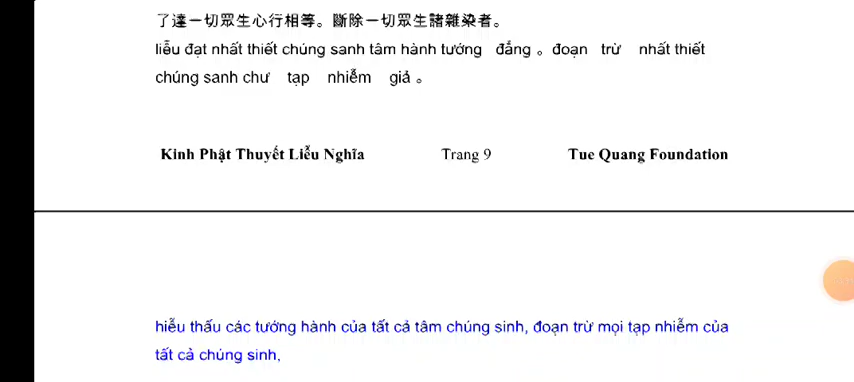 了達一切眾生心行相等。斷除一切眾生諸雜染者。
liễu đạt nhất thiết chúng sanh tâm hành tướng đẳng 。đoạn trừ nhất thiết
chúng sanh chư tạp nhiễm giả 。
Kinh Phật Thuyết Liễu Nghĩa Trang 9 Tue Quang Foundation
hiễu thấu các tướng hành của tất cả tâm chúng sinh, đoạn trừ mọi tạp nhiễm của
tất cả chúng sinh,